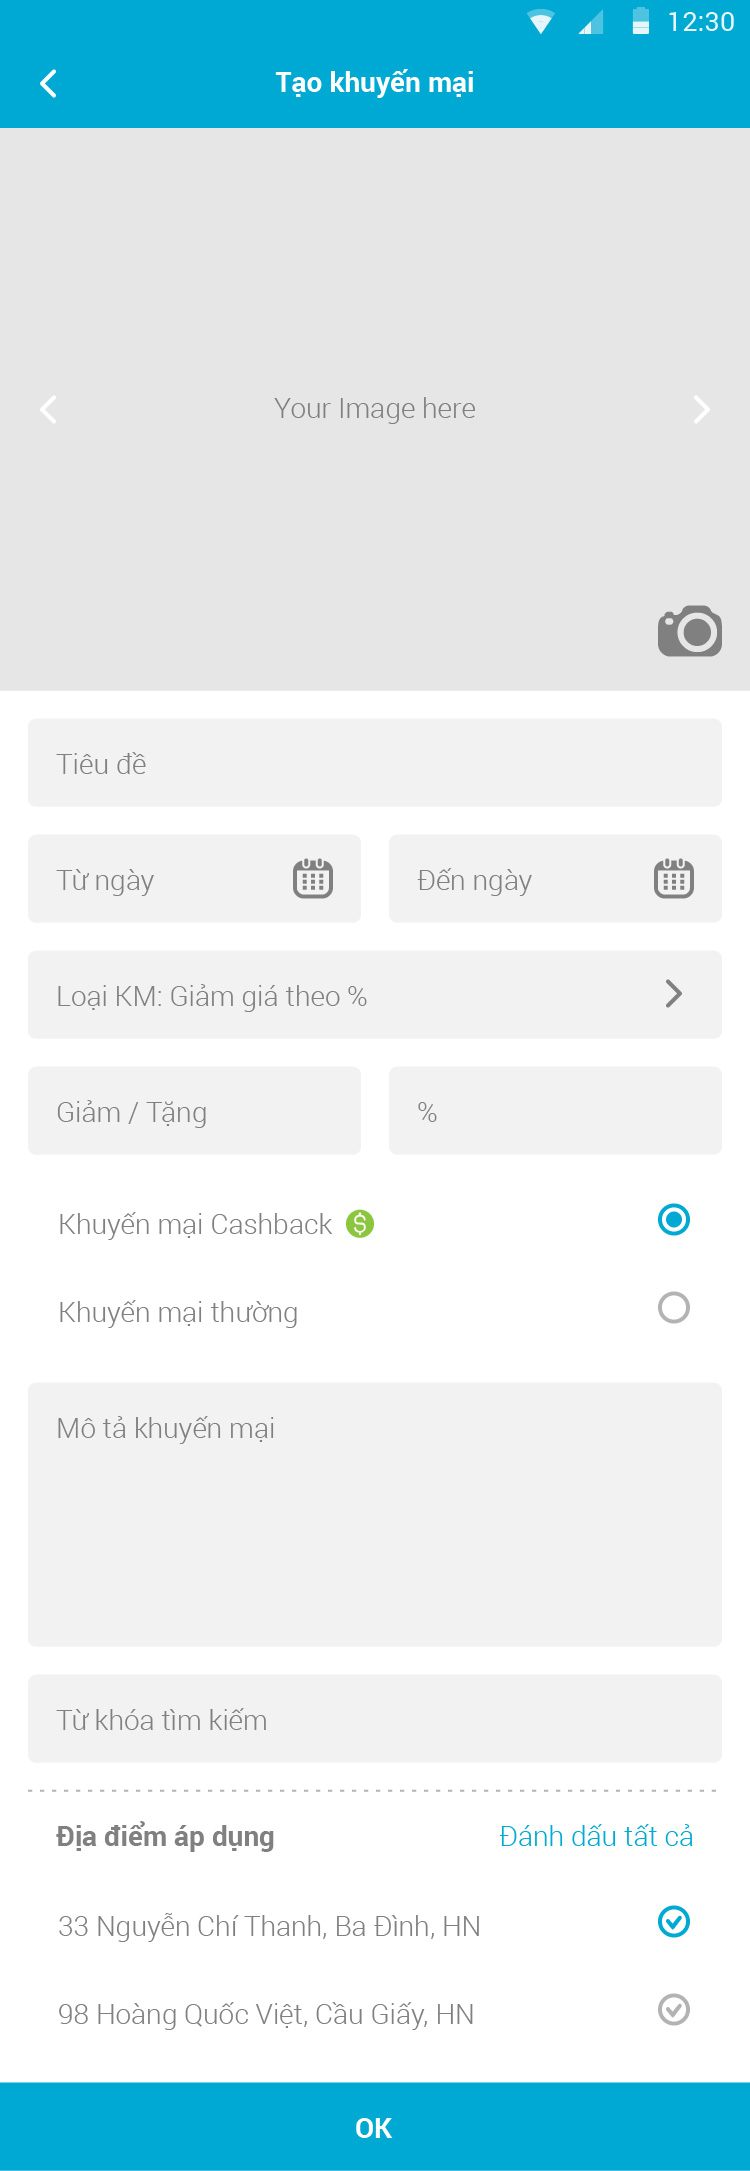 12:30
Tạo khuyến mại
Your Image here
Tiêu đề
Từ ngày
Đến ngày
Loại KM: Giảm giá theo %
Giảm / Tặng
%
Khuyến mại Cashback $
Khuyến mại thường
Mô tả khuyến mại
Từ khóa tìm kiếm
Địa điểm áp dụng
Đánh dấu tất cả
33 Nguyễn Chí Thanh, Ba Đình, HN
98 Hoàng Quốc Việt, Cầu Giấy, HN
OK